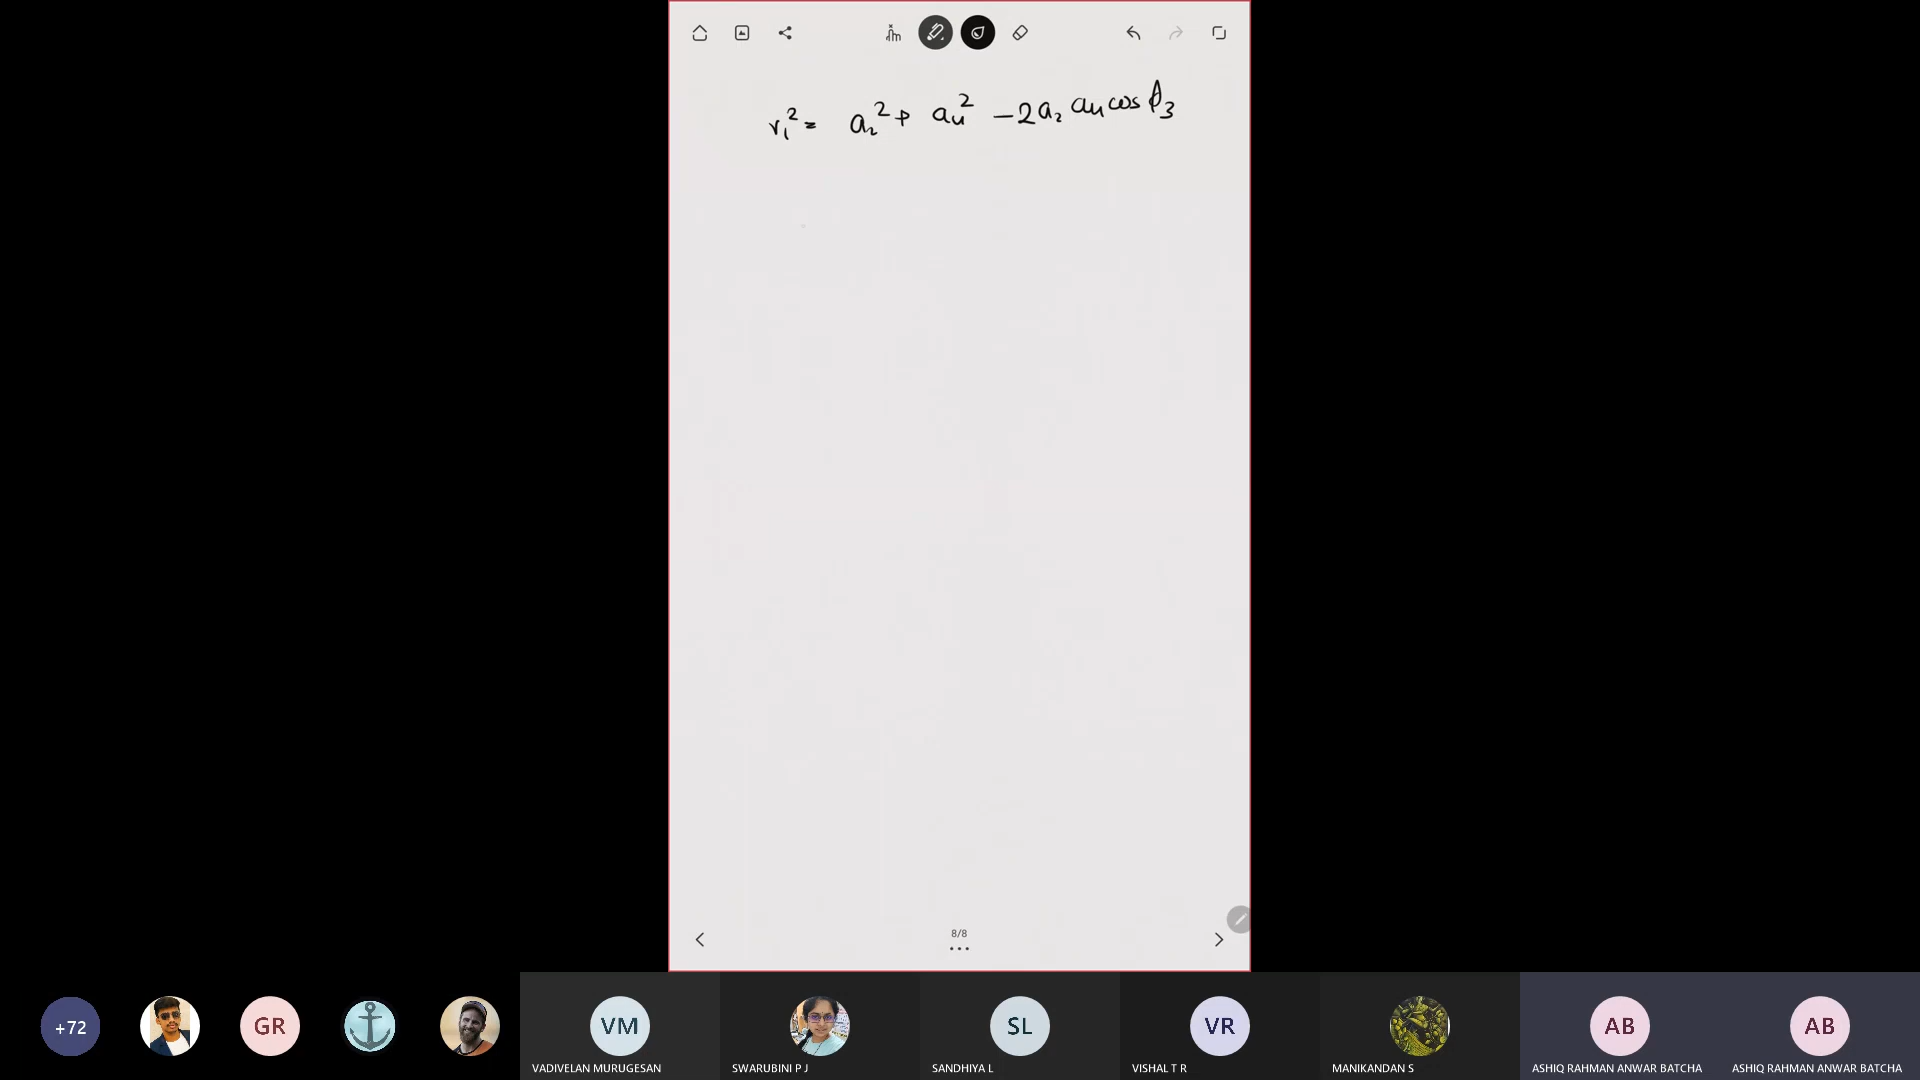 r₁² = a₂² + a₄² - 2a₂ a₄ cos ϕ₃
8/8
+72
GR
VM
SL
VR
AB
AB
VADIVELAN MURUGESAN
SWARUBINI P J
SANDHIYA L
VISHAL T R
MANIKANDAN S
ASHIQ RAHMAN ANWAR BATCHA
ASHIQ RAHMAN ANWAR BATCHA